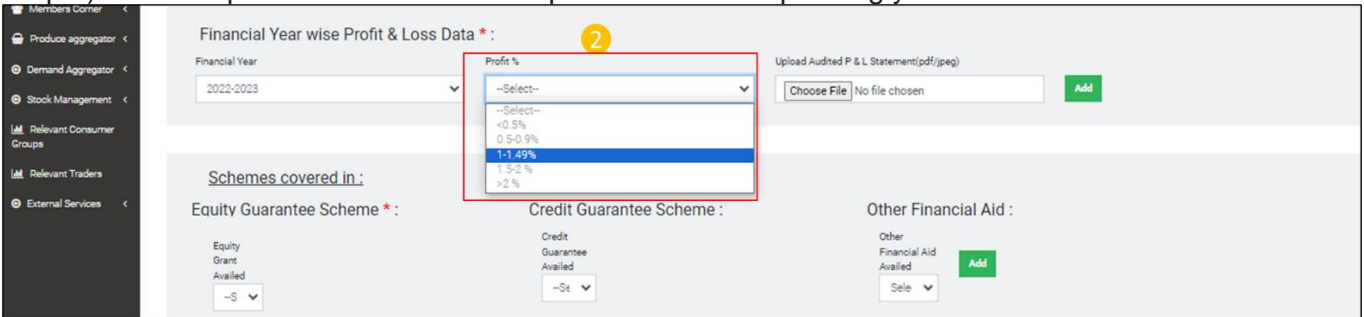 Members Corner <
Produce aggregator <
Demand Aggregator <
Stock Management <
Relevant Consumer
Groups
Relevant Traders
External Services <
Financial Year wise Profit & Loss Data * :
2
Financial Year
Profit %
Upload Audited P & L Statement(pdf/jpeg)
2022-2023
--Select--
Choose File No file chosen
Add
--Select--
<0.5%
0.5-0.9%
1-1.49%
1.5-2 %
>2 %
Schemes covered in :
Equity Guarantee Scheme * :
Credit Guarantee Scheme :
Other Financial Aid :
Equity
Grant
Availed
--S
Credit
Guarantee
Availed
--Se
Other
Financial Aid
Availed
Sele
Add